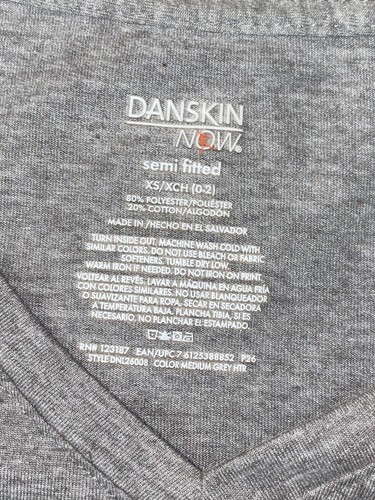 DANSKIN
NOW®
semi fitted
XS/XCH (0-2)
80% POLYESTER/POLIÉSTER
20% COTTON/ALGODÓN
MADE IN /HECHO EN EL SALVADOR
TURN INSIDE OUT. MACHINE WASH COLD WITH
SIMILAR COLORS. DO NOT USE BLEACH OR FABRIC
SOFTENERS. TUMBLE DRY LOW.
WARM IRON IF NEEDED. DO NOT IRON ON PRINT.
VOLTEAR AL REVÉS. LAVAR A MÁQUINA EN AGUA FRÍA
CON COLORES SIMILARES. NO USAR BLANQUEADOR
O SUAVIZANTE PARA ROPA. SECAR EN SECADORA
A TEMPERATURA BAJA. PLANCHA TIBIA, SI ES
NECESARIO. NO PLANCHAR EL ESTAMPADO.
RN# 123187 EAN/UPC 7 6125388852 P26
STYLE DNL26008 COLOR MEDIUM GREY HTR